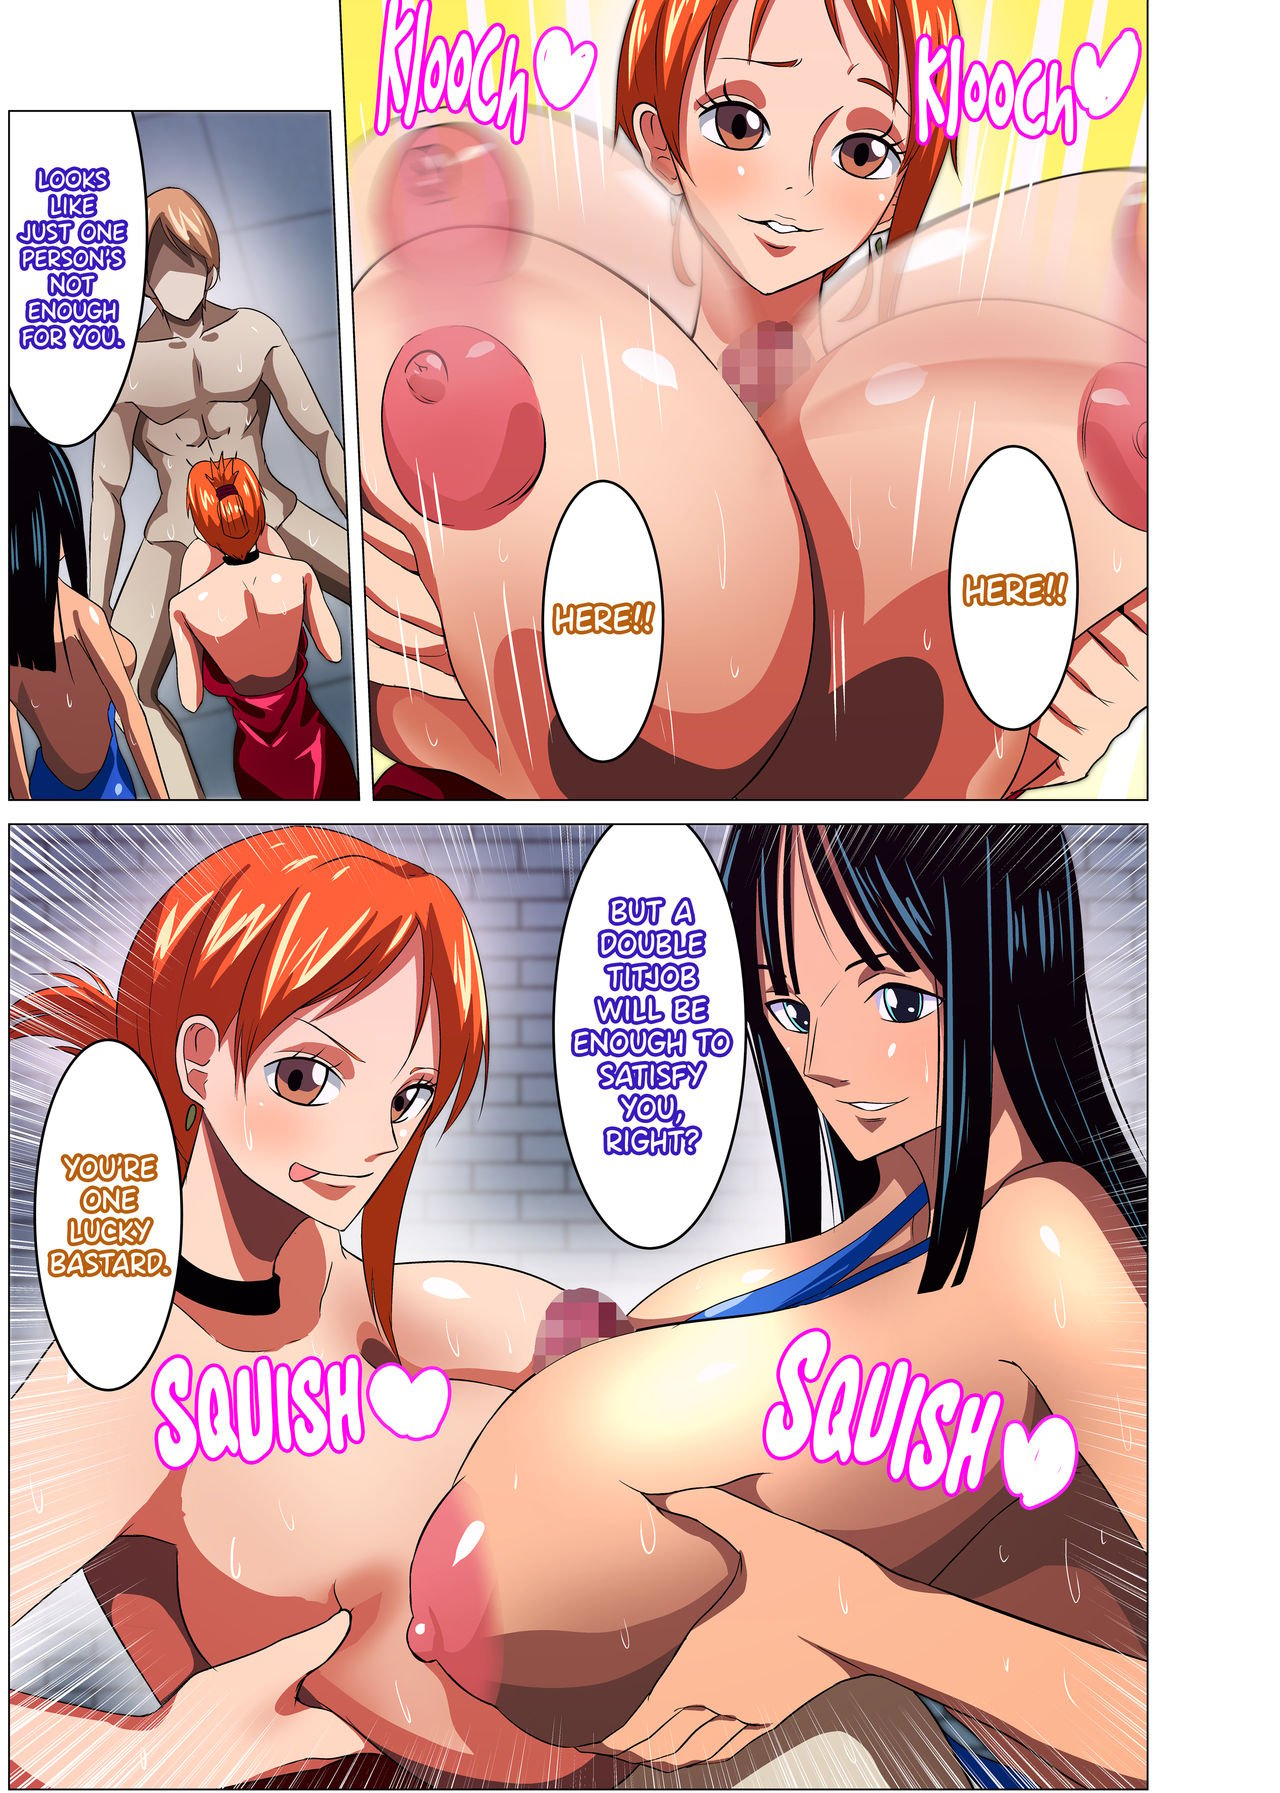 KLOOCH
KLOOCH
HERE!!
HERE!!
LOOKS
LIKE
JUST ONE
PERSON'S
NOT
ENOUGH
FOR YOU.
BUT A
DOUBLE
TITJOB
WILL BE
ENOUGH TO
SATISFY
YOU,
RIGHT?
YOU'RE
ONE
LUCKY
BASTARD.
SQUISH
SQUISH